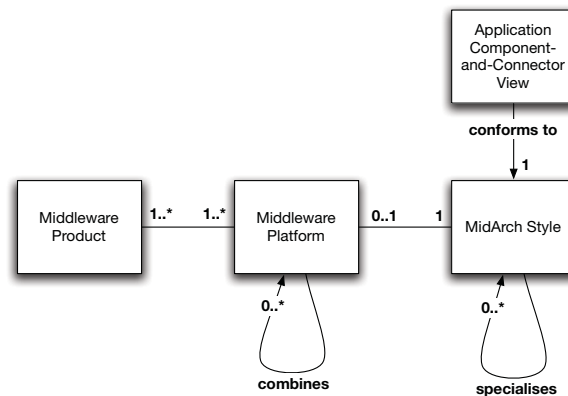 Application
Component-
and-Connector
View
conforms to
1
Middleware
Product
1..*
1..*
Middleware
Platform
0..1
1
MidArch Style
0..*
combines
0..*
specialises